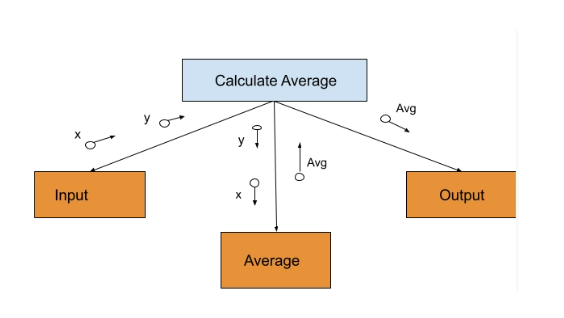 Calculate Average
x
y
y
x
Avg
Avg
Input
Average
Output